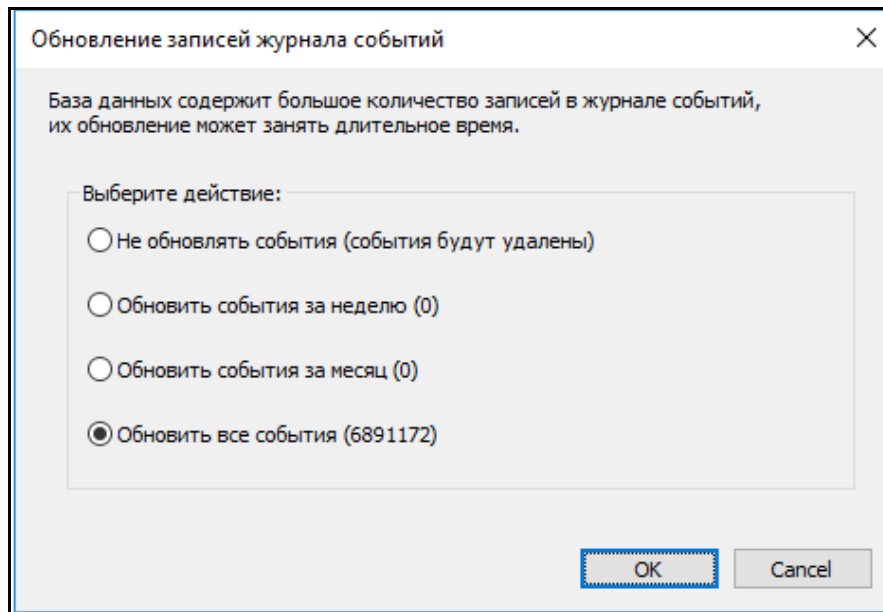 Обновление записей журнала событий
База данных содержит большое количество записей в журнале событий,
их обновление может занять длительное время.
Выберите действие:
Не обновлять события (события будут удалены)
Обновить события за неделю (0)
Обновить события за месяц (0)
Обновить все события (6891172)
OK Cancel